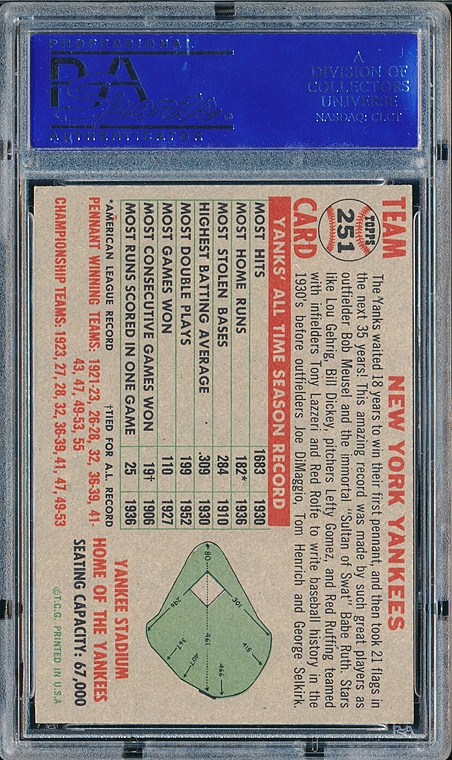 PROFESSIONAL
PSA
Sports
AUTHENTICATION
A
DIVISION OF
COLLECTORS
UNIVERSE
NASDAQ: CLCT
TEAM
TOPPS
251
CARD
NEW YORK YANKEES
The Yanks waited 18 years to win their first pennant, and then took 21 flags in
the next 35 years! This amazing record was made by such great players as
outfielder Bob Meusel and the immortal "Sultan of Swat" Babe Ruth. Stars
like Lou Gehrig, Bill Dickey, pitchers Lefty Gomez, and Red Ruffing teamed
with infielders Tony Lazzeri and Red Rolfe to write baseball history in the
1930's before outfielders Joe DiMaggio, Tom Henrich and George Selkirk.
YANKS' ALL TIME SEASON RECORD
MOST HITS 1683 1930
MOST HOME RUNS 182* 1936
MOST STOLEN BASES 284 1910
HIGHEST BATTING AVERAGE .309 1930
MOST DOUBLE PLAYS 199 1952
MOST GAMES WON 110 1927
MOST CONSECUTIVE GAMES WON 19† 1906
MOST RUNS SCORED IN ONE GAME 25 1936
*AMERICAN LEAGUE RECORD †TIED FOR A.L. RECORD
PENNANT WINNING TEAMS: 1921-23, 26-28, 32, 36-39, 41-
43, 47, 49-53, 55
CHAMPIONSHIP TEAMS: 1923, 27, 28, 32, 36-39, 41, 47, 49-53
80
301
415
466
461
407
367
296
YANKEE STADIUM
HOME OF THE YANKEES
SEATING CAPACITY: 67,000
©T.C.G. PRINTED IN U.S.A